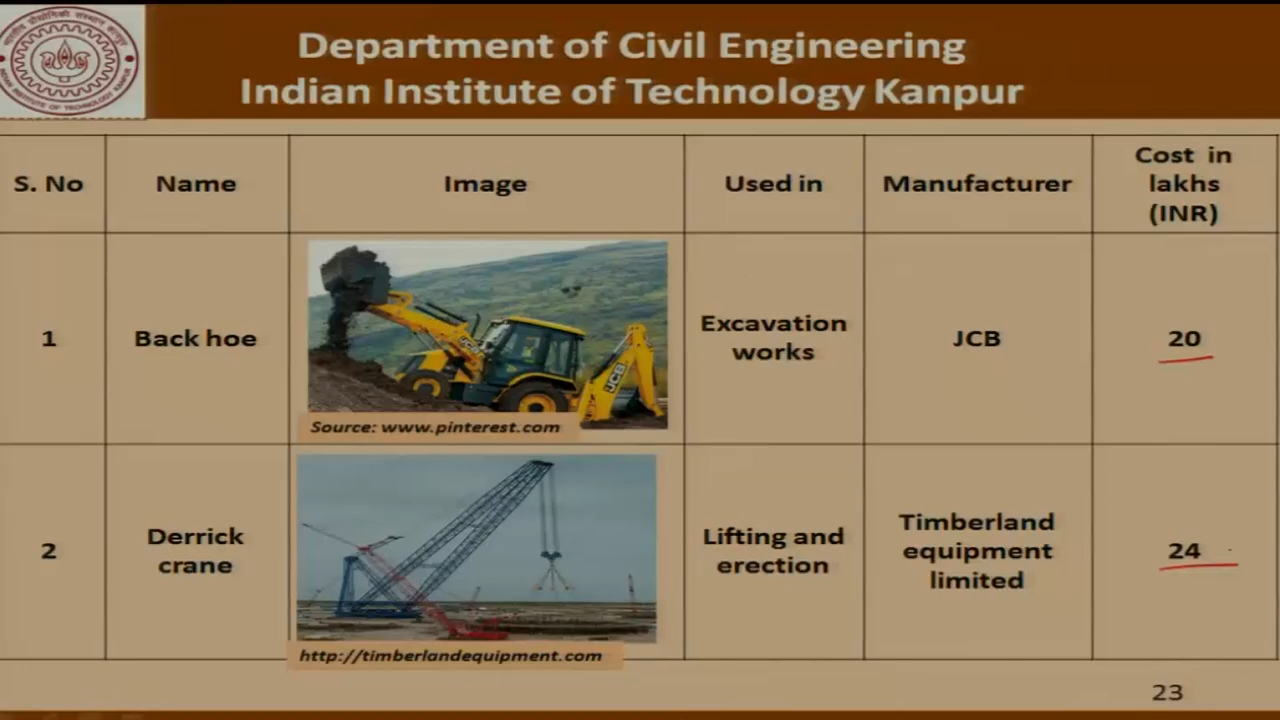 Department of Civil Engineering
Indian Institute of Technology Kanpur
S. No
Name
Image
Used in
Manufacturer
Cost in
lakhs
(INR)
1
Back hoe
JCB
JCB
Source: www.pinterest.com
Excavation
works
JCB
20
2
Derrick
crane
http://timberlandequipment.com
Lifting and
erection
Timberland
equipment
limited
24
23